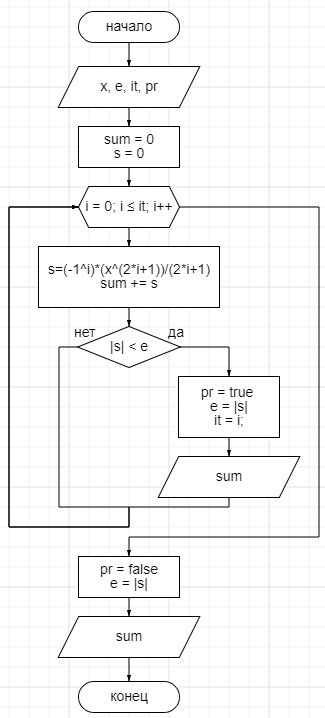 начало
x, e, it, pr
sum = 0
s = 0
i = 0; i ≤ it; i++
s=(-1^i)*(x^(2*i+1))/(2*i+1)
sum += s
нет
да
|s| < e
pr = true
e = |s|
it = i;
sum
pr = false
e = |s|
sum
конец